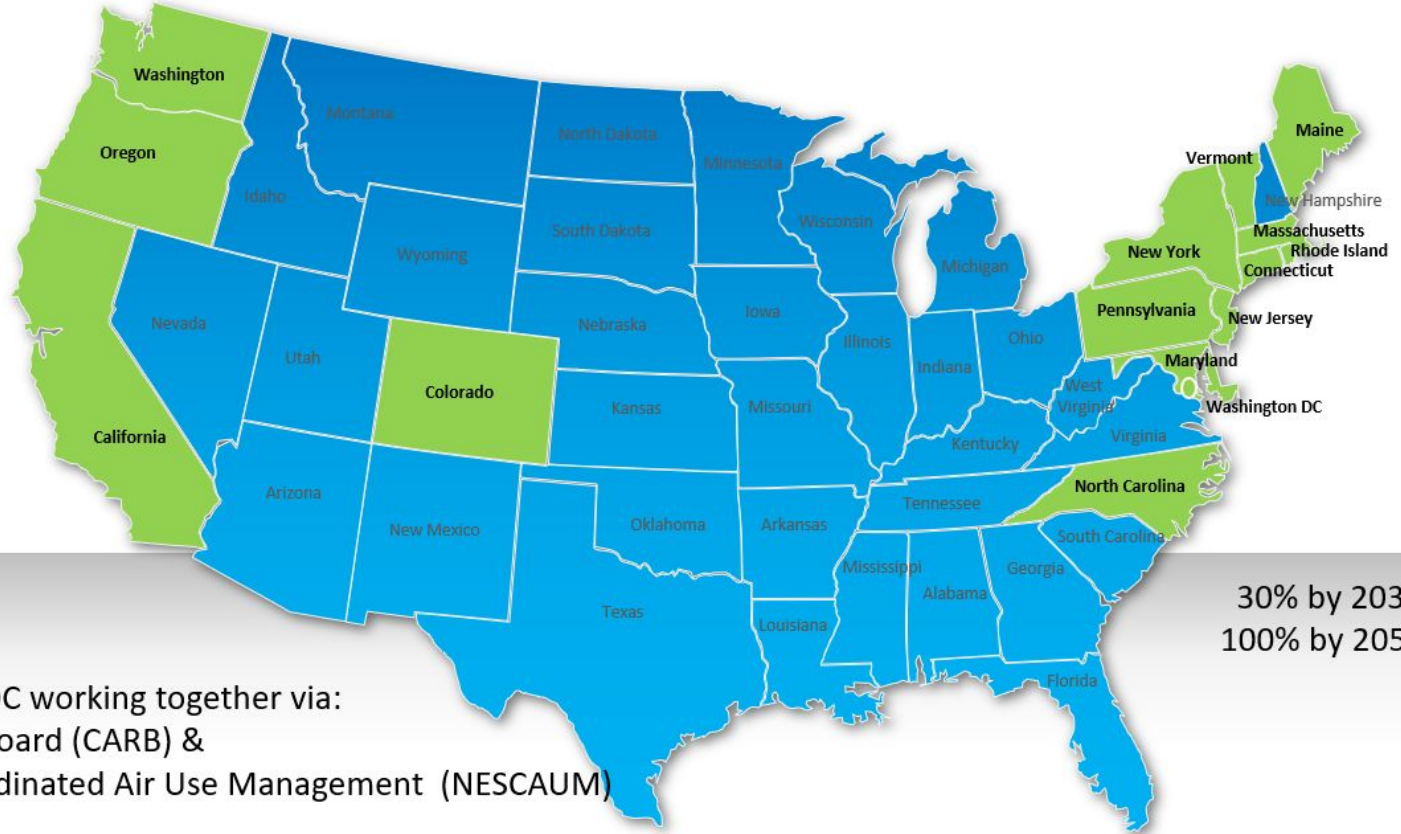 Washington
Maine
Montana
North Dakota
Oregon
Vermont
Minnesota
Idaho
New Hampshire
Wisconsin
South Dakota
Massachusetts
Rhode Island
New York
Wyoming
Michigan
Connecticut
Pennsylvania
Iowa
New Jersey
Nevada
Nebraska
Ohio
Illinois
Utah
Indiana
Maryland
West
Virginia
Colorado
Kansas
Missouri
Washington DC
California
Kentucky
Virginia
Arizona
North Carolina
Tennessee
New Mexico
Oklahoma
Arkansas
South Carolina
Mississippi
Georgia
Alabama
Texas
Louisiana
Florida
30% by 203
100% by 205
C working together via:
oard (CARB) &
dinated Air Use Management (NESCAUM)